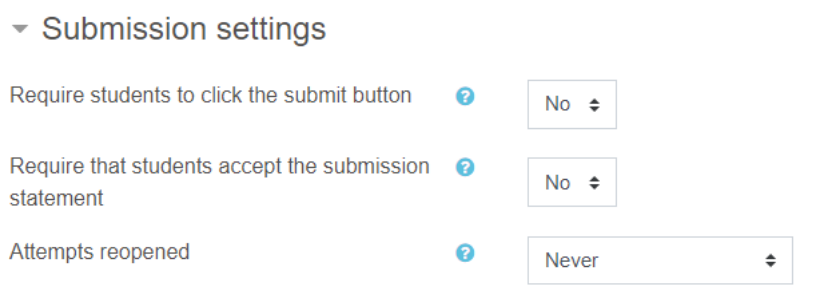 Submission settings
Require students to click the submit button
No
Require that students accept the submission
statement
No
Attempts reopened
Never